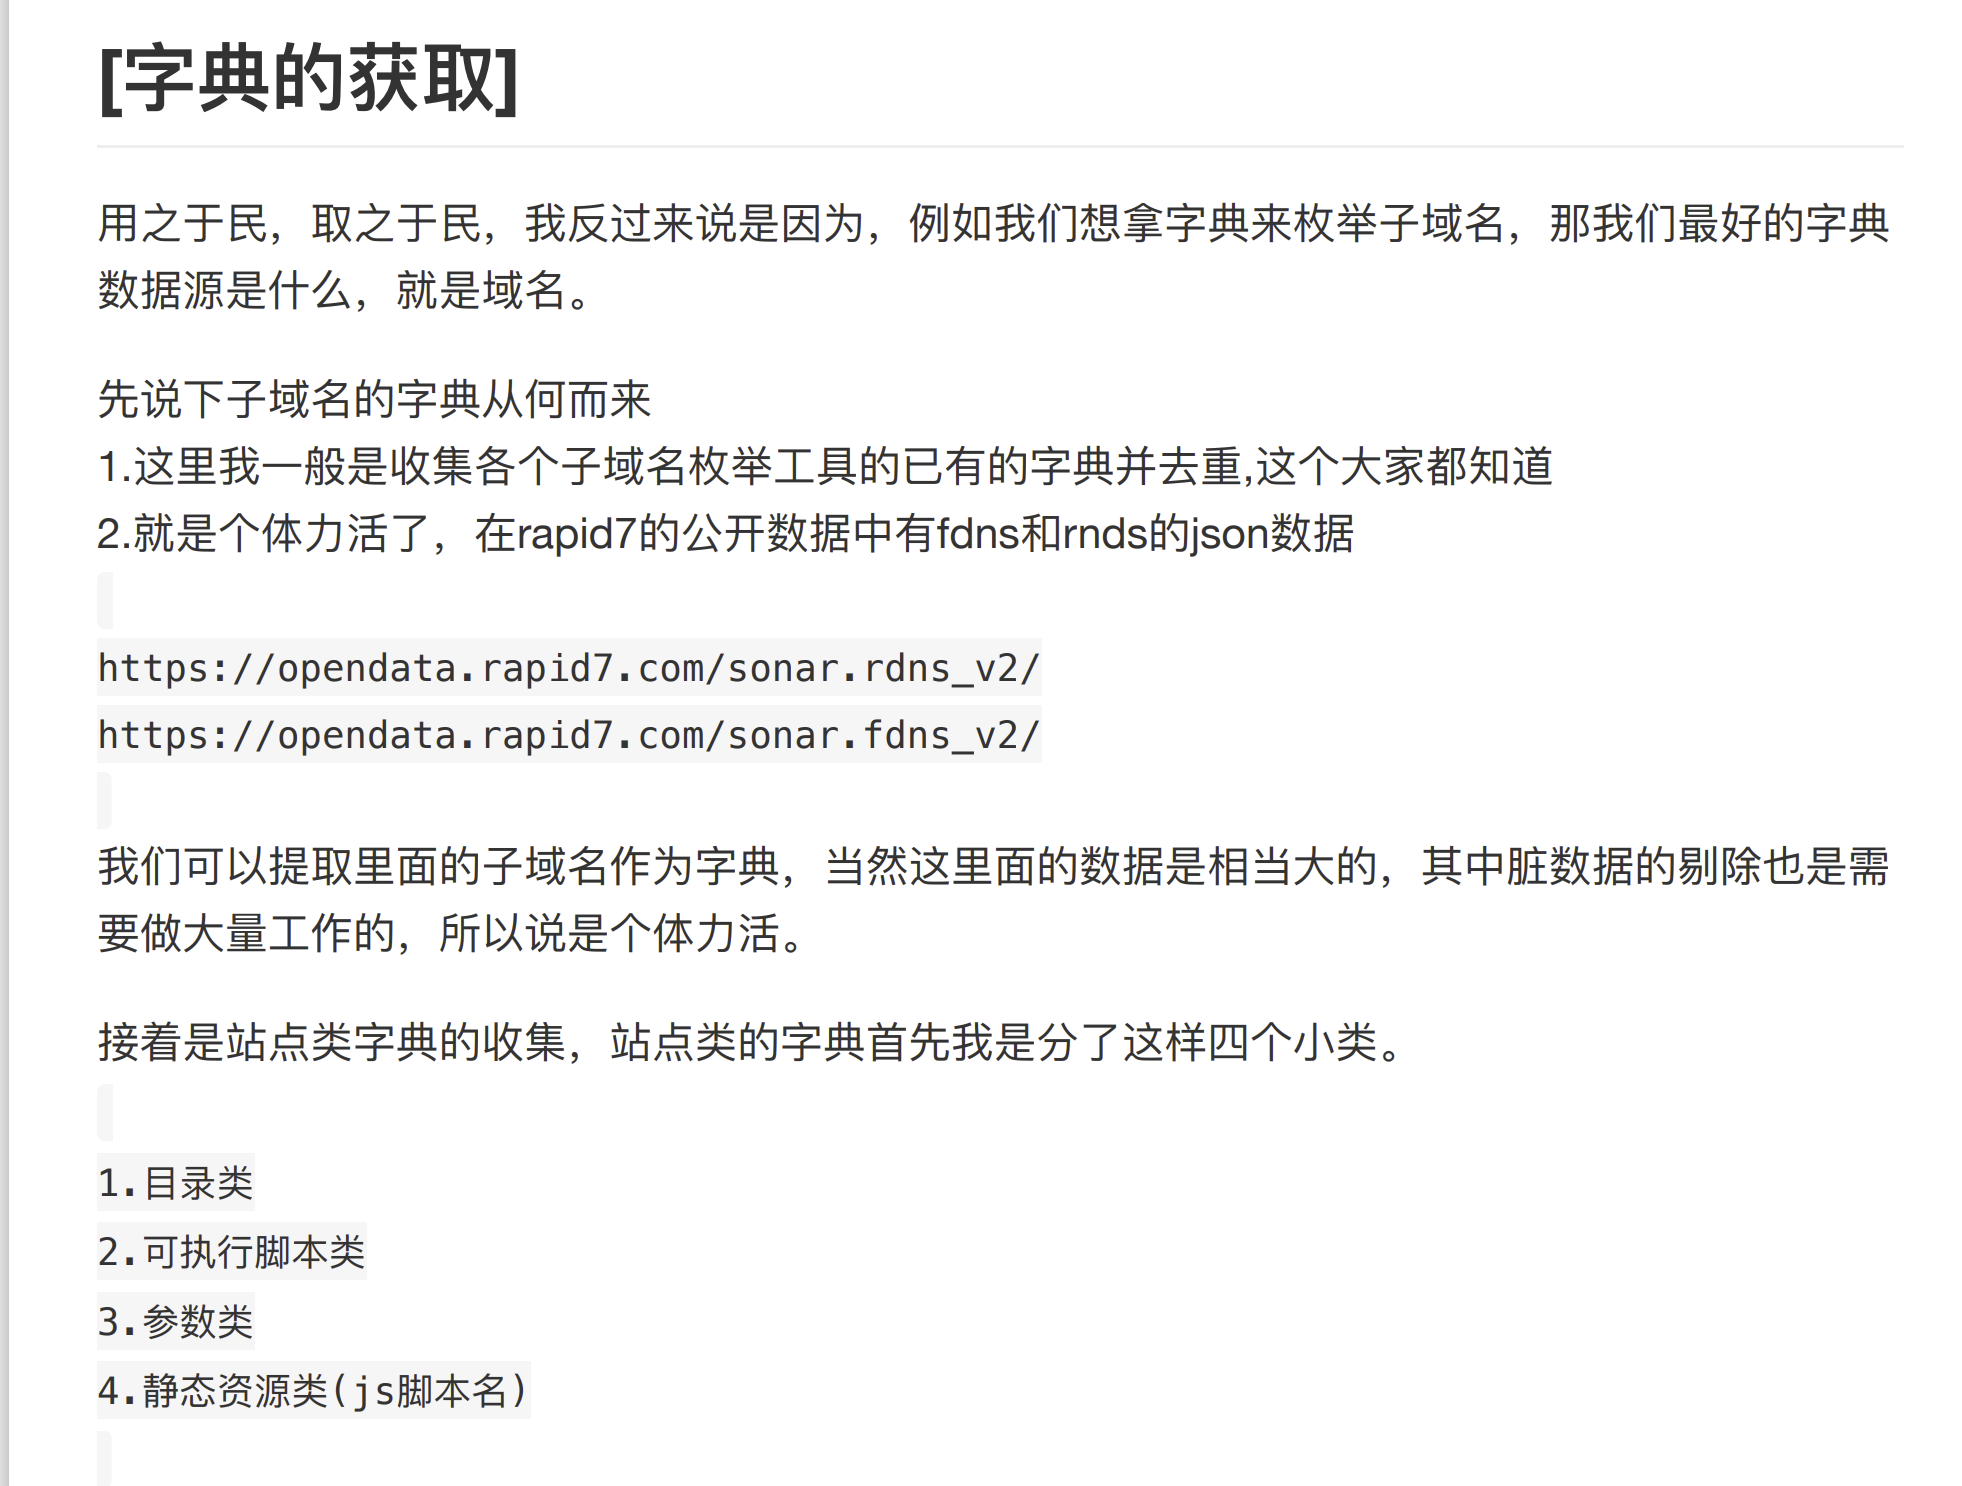 [字典的获取]
用之于民，取之于民，我反过来说是因为，例如我们想拿字典来枚举子域名，那我们最好的字典
数据源是什么，就是域名。
先说下子域名的字典从何而来
1.这里我一般是收集各个子域名枚举工具的已有的字典并去重,这个大家都知道
2.就是个体力活了，在rapid7的公开数据中有fdns和rnds的json数据
https://opendata.rapid7.com/sonar.rdns_v2/
https://opendata.rapid7.com/sonar.fdns_v2/
我们可以提取里面的子域名作为字典，当然这里面的数据是相当大的，其中脏数据的剔除也是需
要做大量工作的，所以说是个体力活。
接着是站点类字典的收集，站点类的字典首先我是分了这样四个小类。
1.目录类
2.可执行脚本类
3.参数类
4.静态资源类(js脚本名)